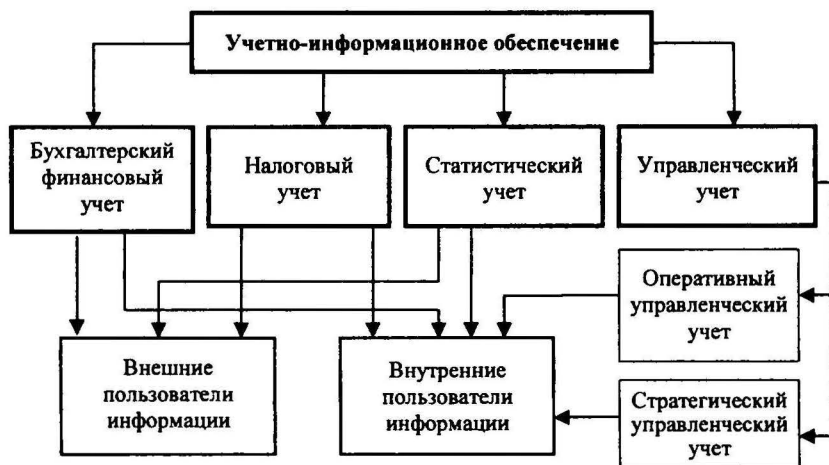 Учетно-информационное обеспечение
Бухгалтерский
финансовый
учет
Налоговый
учет
Статистический
учет
Управленческий
учет
Оперативный
управленческий
учет
Внешние
пользователи
информации
Внутренние
пользователи
информации
Стратегический
управленческий
учет